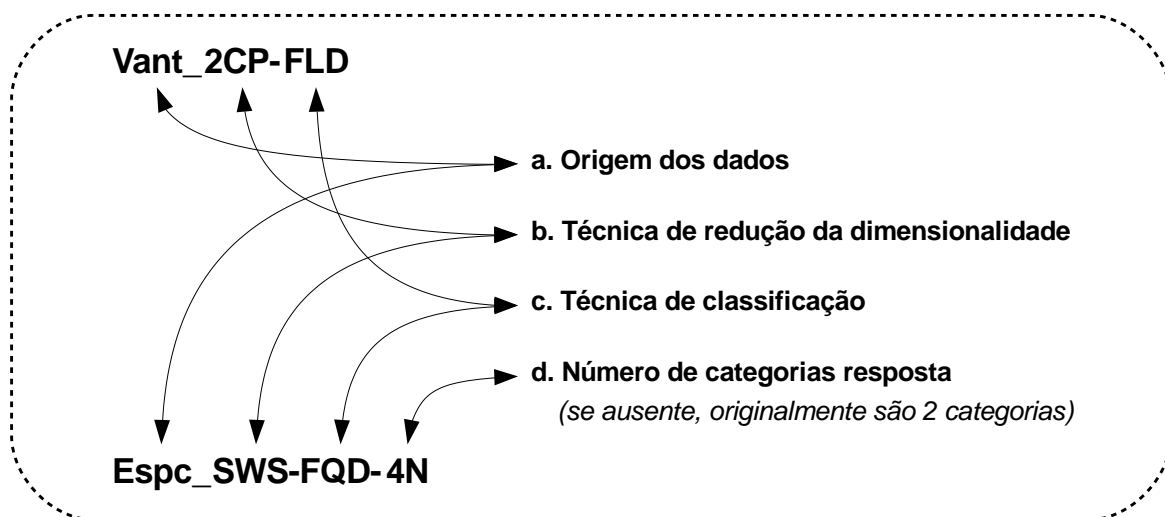 Vant_2CP-FLD
a. Origem dos dados
b. Técnica de redução da dimensionalidade
c. Técnica de classificação
d. Número de categorias resposta
(se ausente, originalmente são 2 categorias)
Espc_SWS-FQD-4N